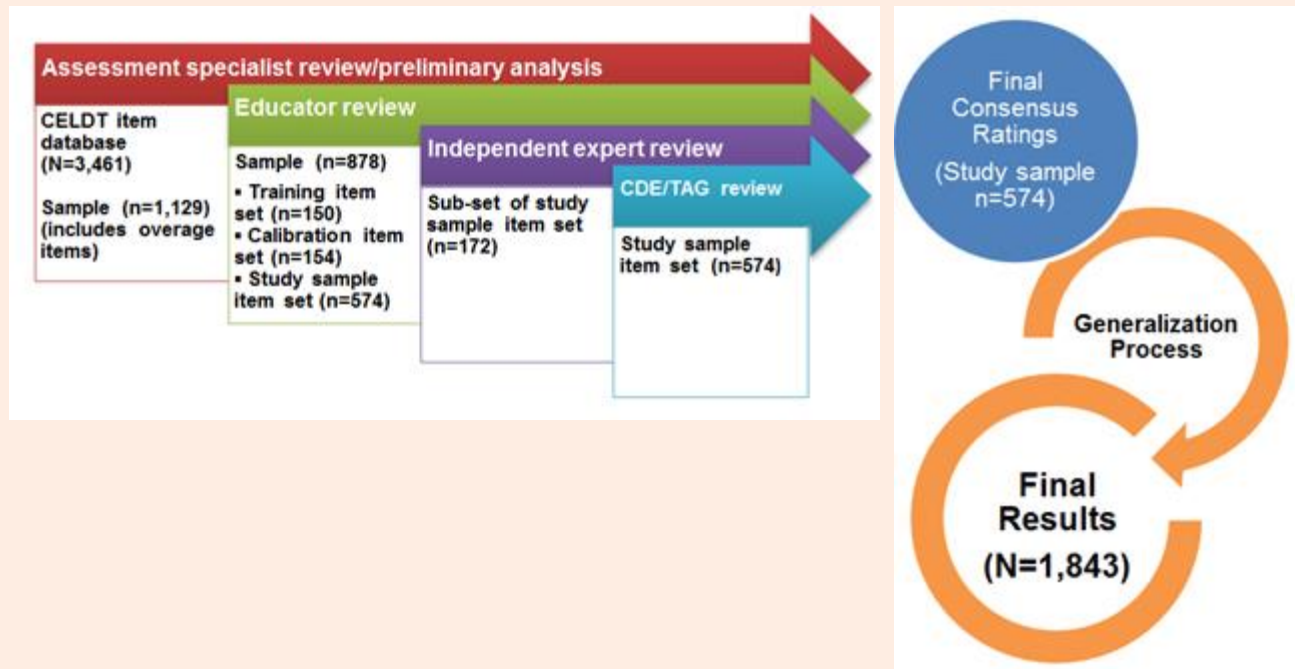 Assessment specialist review/preliminary analysis
CELDT item
database
(N=3,461)
Sample (n=1,129)
(includes overage
items)
Educator review
Sample (n=878)
▪ Training item
set (n=150)
▪ Calibration item
set (n=154)
▪ Study sample
item set (n=574)
Independent expert review
Sub-set of study
sample item set
(n=172)
CDE/TAG review
Study sample
item set (n=574)
Final
Consensus
Ratings
(Study sample
n=574)
Generalization
Process
Final
Results
(N=1,843)